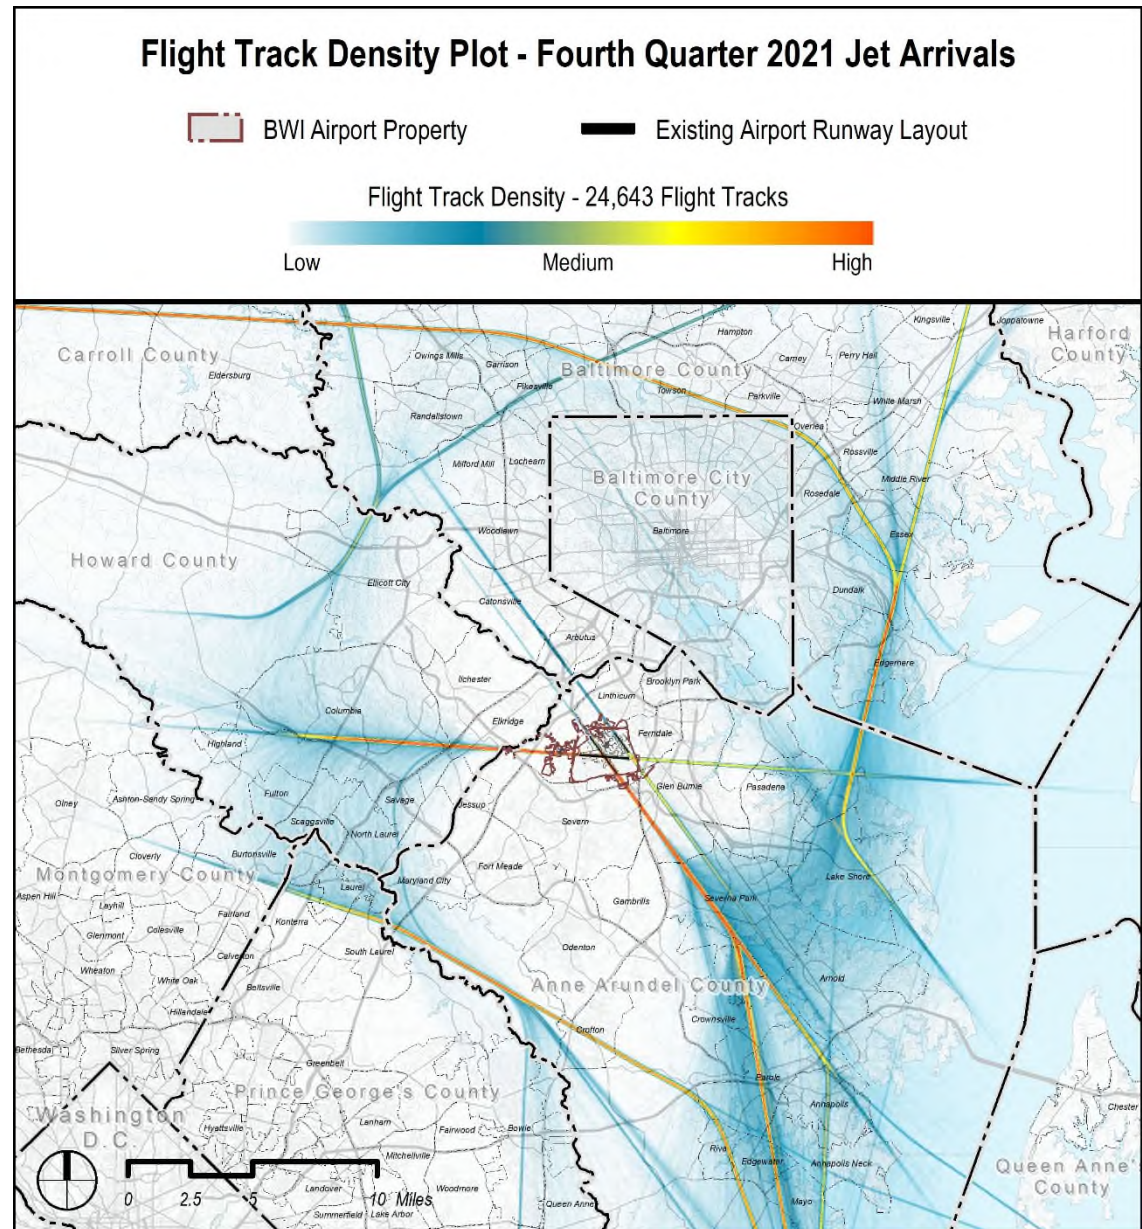 Flight Track Density Plot - Fourth Quarter 2021 Jet Arrivals
BWI Airport Property
Existing Airport Runway Layout
Flight Track Density - 24,643 Flight Tracks
Low
Medium
High
Kingsville
Joppatowne
Hampton
Harford
County
Carroll County
Owings Mills
Garrison
Carney
Perry Hall
Eldersburg
Baltimore County
Pikesville
Towson
Parkville
White Marsh
Randallstown
Overlea
Rossville
Milford Mill
Lochearn
Baltimore City
County
Middle River
Rosedale
Woodlawn
Baltimore
Essex
Howard County
Ellicott City
Dundalk
Catonsville
Arbutus
Edgemere
Ilchester
Brooklyn Park
Linthicum
Columbia
Elkridge
Ferndale
Highland
Glen Burnie
Pasadena
Fulton
Olney
Ashton-Sandy Spring
Savage
Jessup
Scaggsville
Severn
North Laurel
Cloverly
Burtonsville
Fort Meade
Montgomery County
Lake Shore
Laurel
Maryland City
Aspen Hill
Severna Park
Layhill
Fairland
Konterra
Gambrills
Glenmont
Colesville
Calverton
South Laurel
Odenton
Wheaton
White Oak
Beltsville
Anne Arundel County
Arnold
Hillandale
Crownsville
Crofton
Bethesda
Silver Spring
Greenbelt
Parole
Prince George's County
Washington
D.C.
Annapolis
Chester
Hyattsville
Lanham
Fairwood
Bowie
Mitchellville
Riva
Edgewater
Annapolis Neck
Queen Anne'
County
Landover
Woodmore
Queen Anne
Mayo
Summerfield
Lake Arbor
0
2.5
5
10 Miles